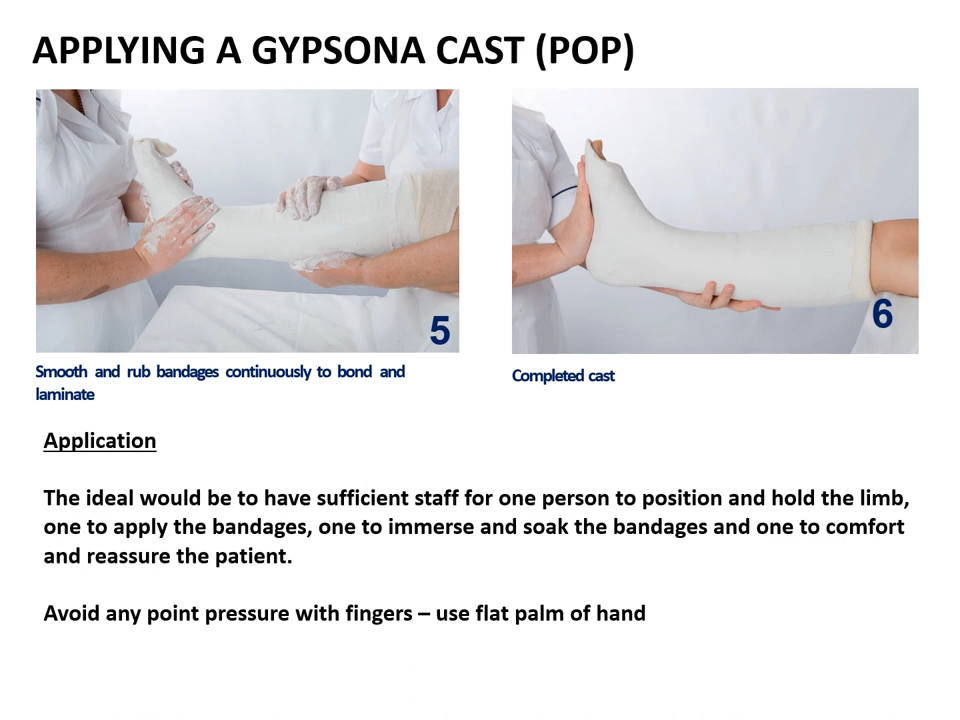 APPLYING A GYPSONA CAST (POP)
5
6
Smooth and rub bandages continuously to bond and
laminate
Completed cast
Application
The ideal would be to have sufficient staff for one person to position and hold the limb,
one to apply the bandages, one to immerse and soak the bandages and one to comfort
and reassure the patient.
Avoid any point pressure with fingers – use flat palm of hand